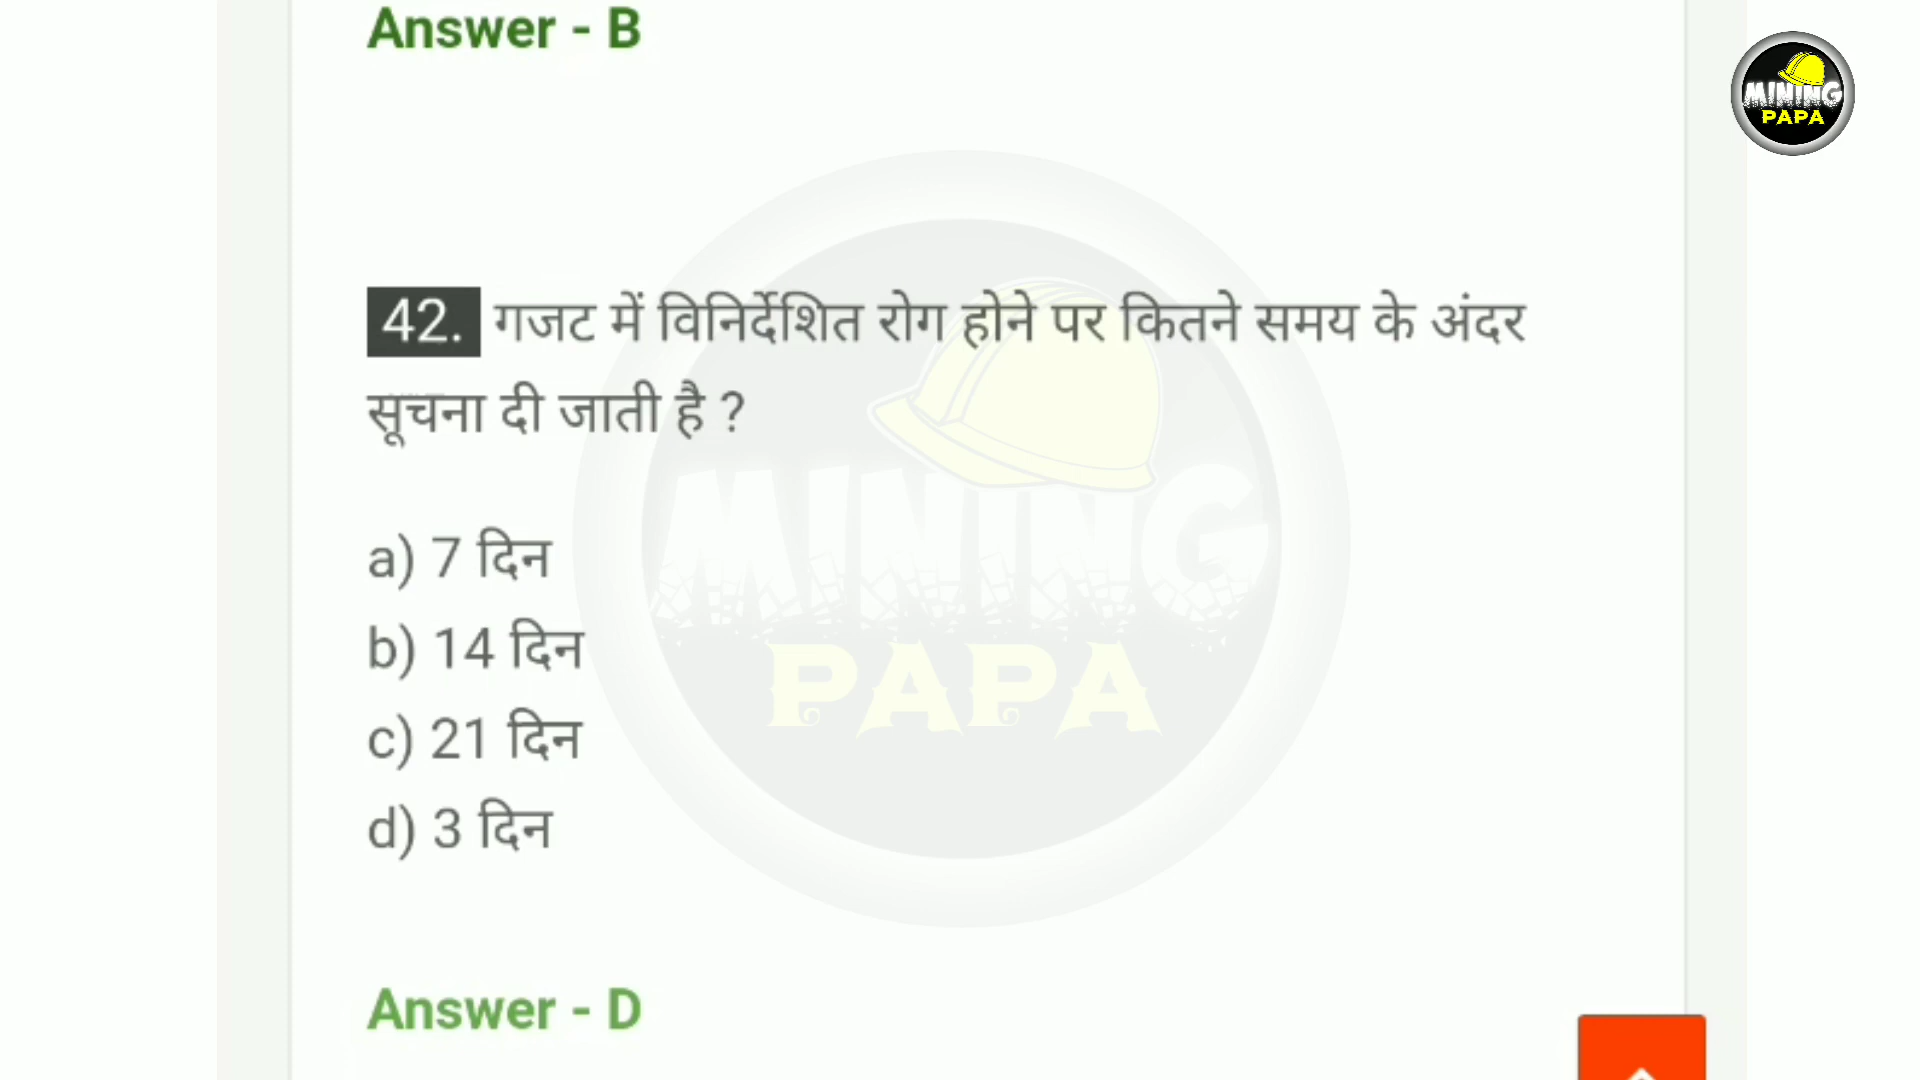 Answer - B
MINING
PAPA
42. गजट में विनिर्देशित रोग होने पर कितने समय के अंदर
सूचना दी जाती है ?
a) 7 दिन
b) 14 दिन
c) 21 दिन
d) 3 दिन
MINING
PAPA
Answer - D